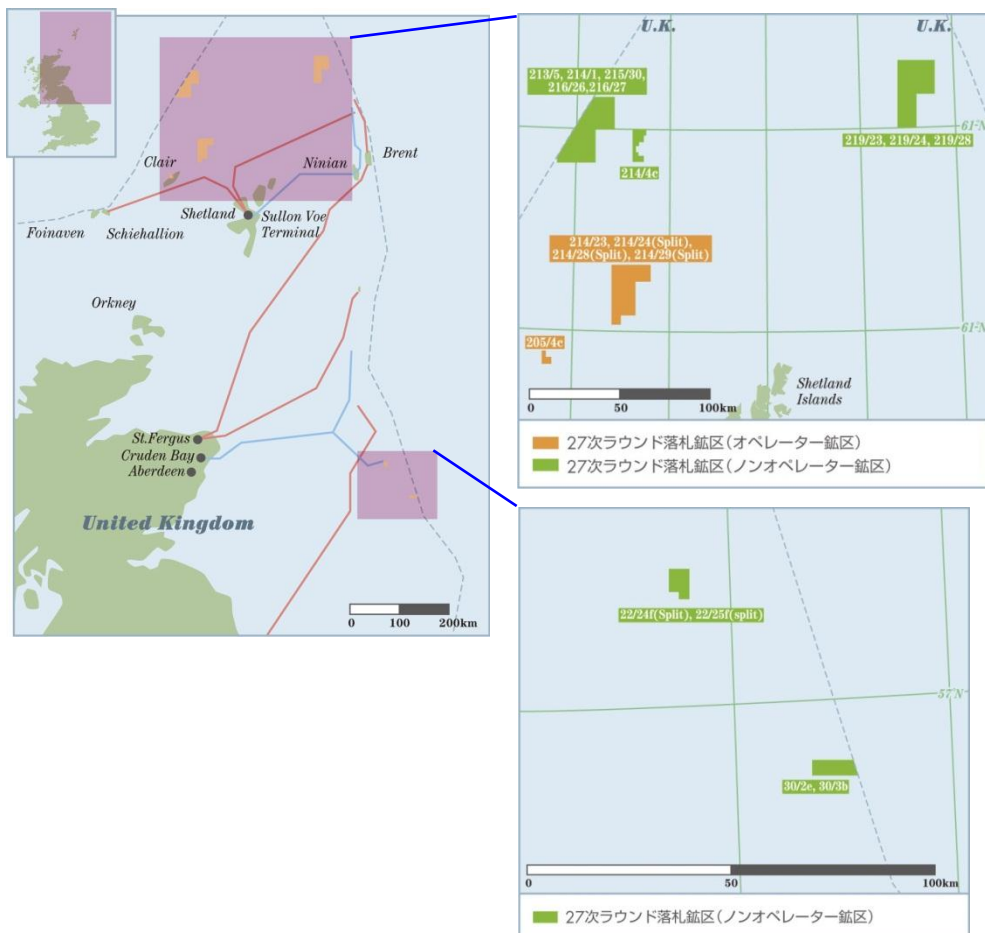 Clair
Ninian
Brent
Shetland
Sullon Voe
Terminal
Foinaven
Schiehallion
Orkney
St.Fergus
Cruden Bay
Aberdeen
United Kingdom
0 100 200km
U.K. U.K.
213/5, 214/1, 215/30,
216/26,216/27
61°N
219/23, 219/24, 219/28
214/4c
214/23, 214/24(Split),
214/28(Split), 214/29(Split)
61°N
205/4c
Shetland
Islands
0 50 100km
27次ラウンド落札鉱区(オペレーター鉱区)
27次ラウンド落札鉱区(ノンオペレーター鉱区)
22/24f(Split), 22/25f(split)
57°N
30/2e, 30/3b
0 50 100km
27次ラウンド落札鉱区(ノンオペレーター鉱区)